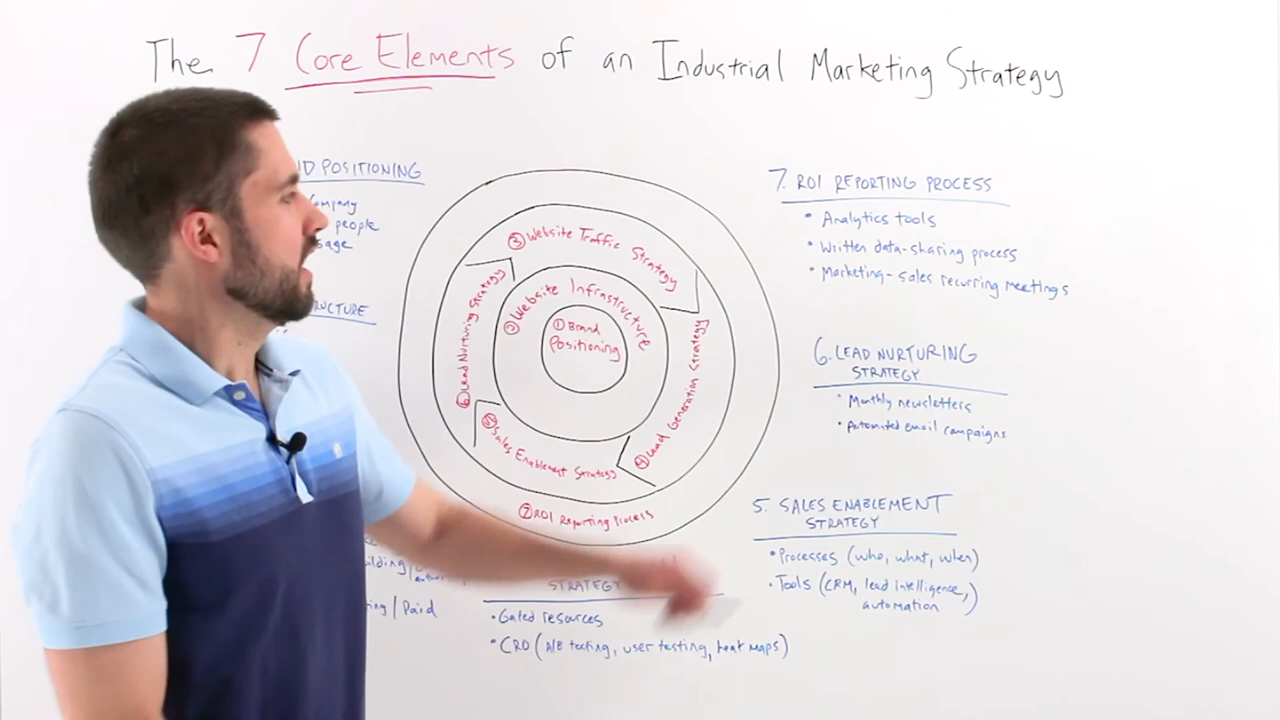 The 7 Core Elements of an Industrial Marketing Strategy
POSITIONING
Company
people
③ Website Traffic Strategy
② Website Infrastructure
① Brand
Positioning
④ Lead Generation Strategy
⑤ Sales Enablement Strategy
⑥ Lead Nurturing Strategy
⑦ ROI Reporting Process
/ Paid
STRATEGY
• Gated resources
• CRO (A/B testing, user testing, heat maps)
7. ROI REPORTING PROCESS
• Analytics tools
• Written data-sharing process
• Marketing-sales recurring meetings
6. LEAD NURTURING
STRATEGY
• Monthly newsletters
• Automated email campaigns
5. SALES ENABLEMENT
STRATEGY
• Processes (who, what, when)
• Tools (CRM, lead intelligence,
automation)